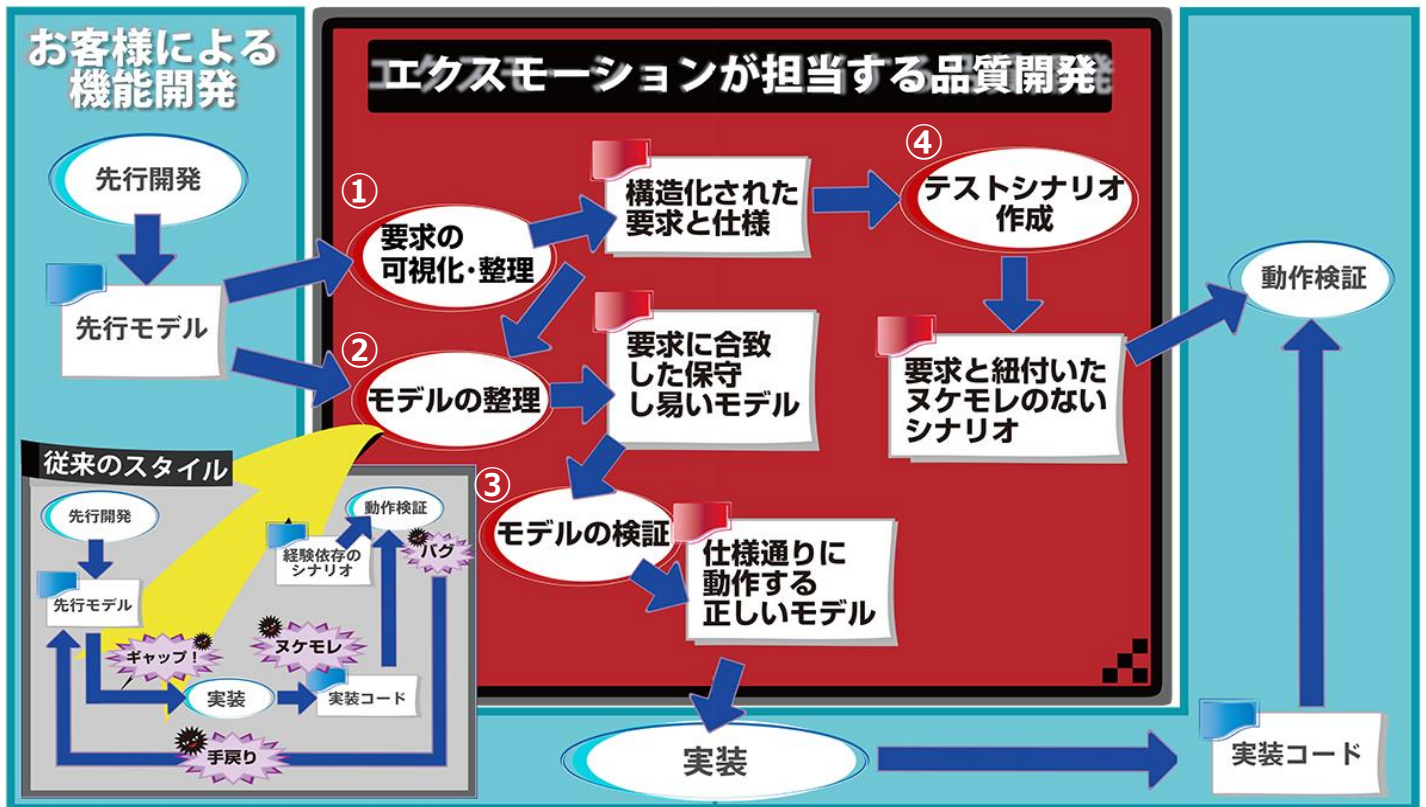 お客様による
機能開発
エクスモーションが担当する品質開発
先行開発
先行モデル
①
要求の
可視化・整理
構造化された
要求と仕様
④
テストシナリオ
作成
②
モデルの整理
要求に合致
した保守
し易いモデル
要求と紐付いた
ヌケモレのない
シナリオ
動作検証
③
モデルの検証
仕様通りに
動作する
正しいモデル
実装
実装コード
従来のスタイル
先行開発
先行モデル
ギャップ！
実装
ヌケモレ
実装コード
経験依存の
シナリオ
動作検証
バグ
手戻り